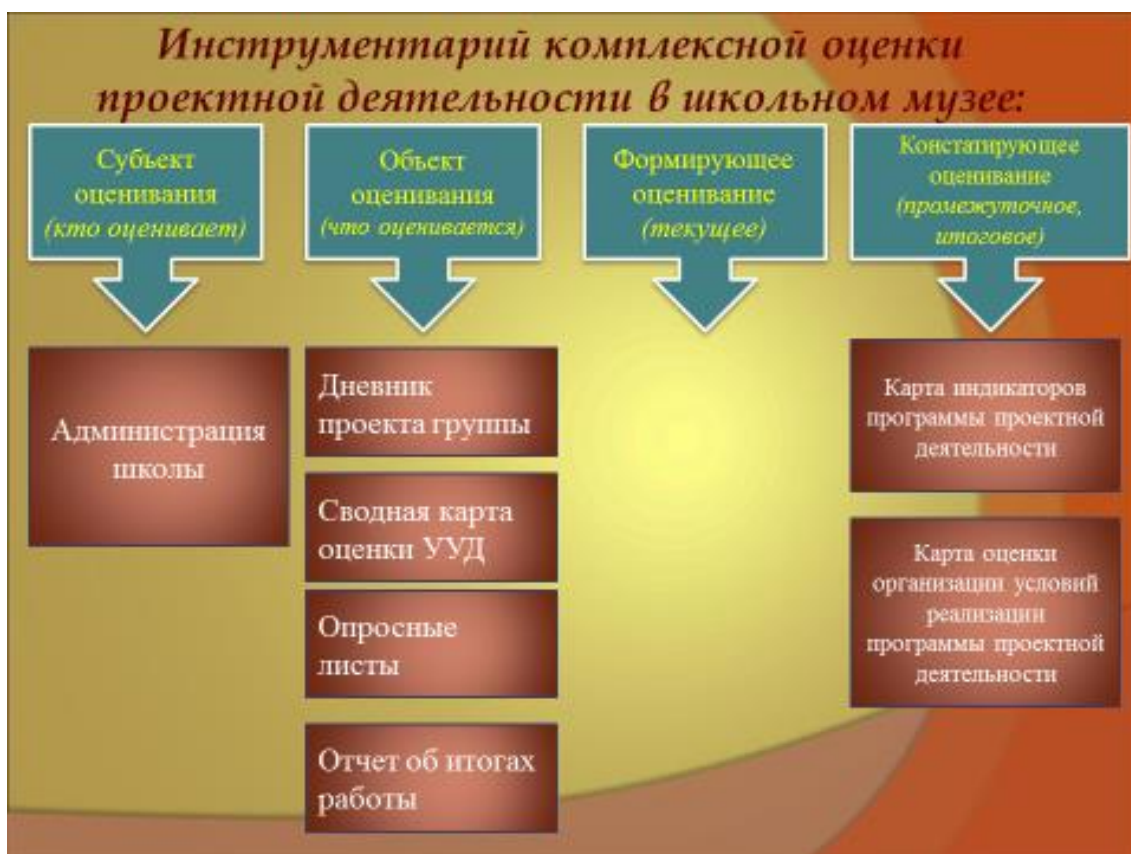 Инструментарий комплексной оценки
проектной деятельности в школьном музее:
Субъект
оценивания
(кто оценивает)
Объект
оценивания
(что оценивается)
Формирующее
оценивание
(текущее)
Констатирующее
оценивание
(промежуточное,
итоговое)
Администрация
школы
Дневник
проекта группы
Сводная карта
оценки УУД
Опросные
листы
Отчет об итогах
работы
Карта индикаторов
программы проектной
деятельности
Карта оценки
организации условий
реализации
программы проектной
деятельности